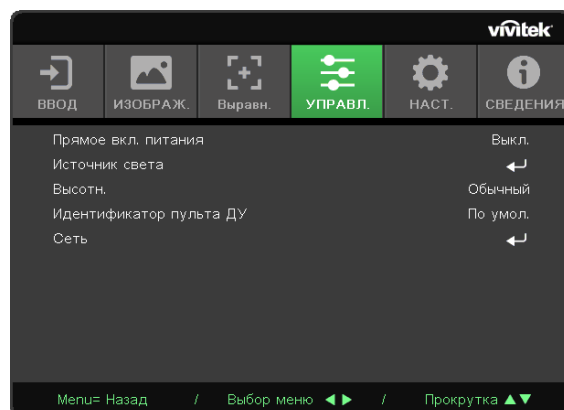 vivitek
ВВОД ИЗОБРАЖ. Выравн. УПРАВЛ. НАСТ. СВЕДЕНИЯ
Прямое вкл. питания Выкл.
Источник света
Высотн. Обычный
Идентификатор пульта ДУ По умол.
Сеть
Menu= Назад / Выбор меню ◀ ▶ / Прокрутка ▲▼